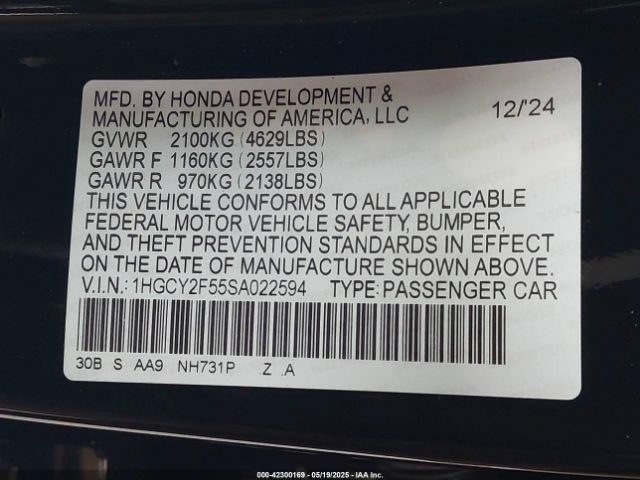 MFD. BY HONDA DEVELOPMENT &
MANUFACTURING OF AMERICA, LLC 12/'24
GVWR 2100KG (4629LBS)
GAWR F 1160KG (2557LBS)
GAWR R 970KG (2138LBS)
THIS VEHICLE CONFORMS TO ALL APPLICABLE
FEDERAL MOTOR VEHICLE SAFETY, BUMPER,
AND THEFT PREVENTION STANDARDS IN EFFECT
ON THE DATE OF MANUFACTURE SHOWN ABOVE.
V.I.N.: 1HGCY2F55SA022594 TYPE: PASSENGER CAR
30B S AA9 NH731P .Z .A
000-42300169 - 05/19/2025 - IAA Inc.